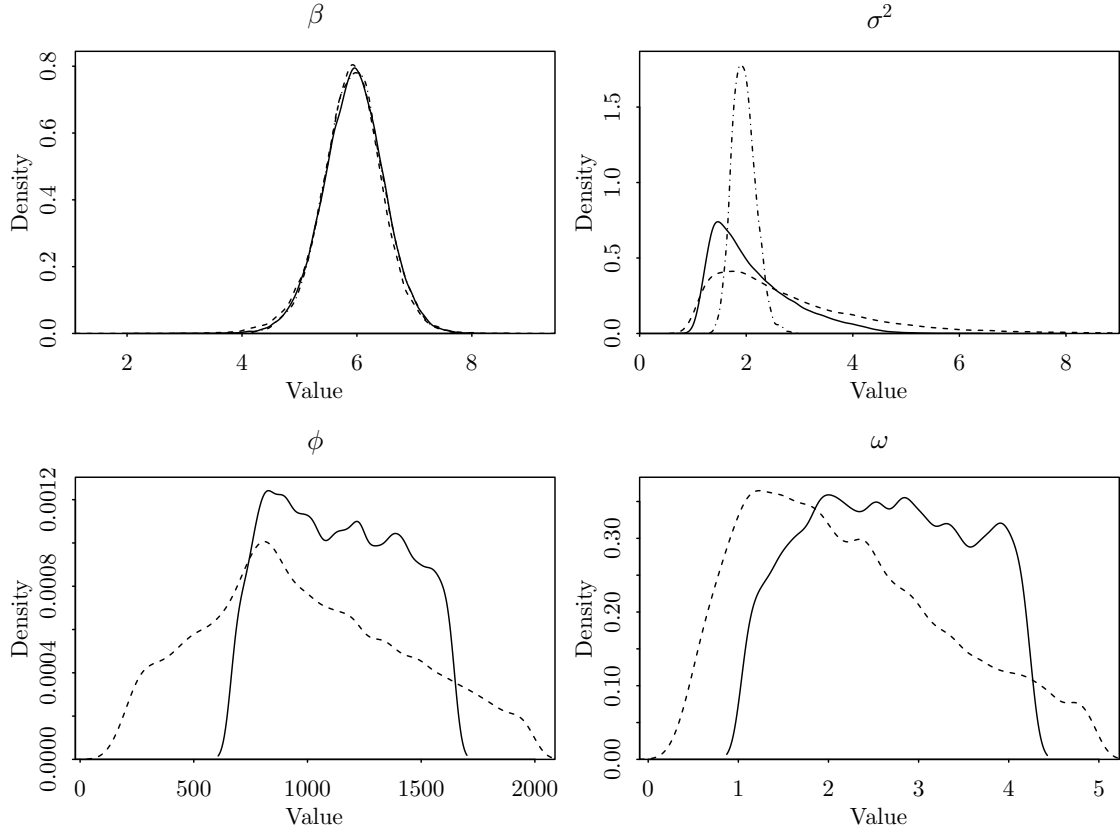 β
Density
0.0 0.2 0.4 0.6 0.8
2 4 6 8
Value
σ²
Density
0.0 0.5 1.0 1.5
0 2 4 6 8
Value
ϕ
Density
0.0000 0.0004 0.0008 0.0012
0 500 1000 1500 2000
Value
ω
Density
0.00 0.10 0.20 0.30
0 1 2 3 4 5
Value